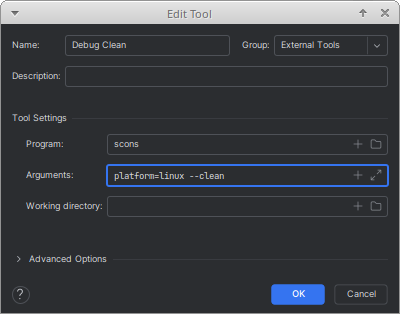 Edit Tool
Name: Debug Clean Group: External Tools
Description:
Tool Settings
Program: scons
Arguments: platform=linux --clean
Working directory:
Advanced Options
? OK Cancel